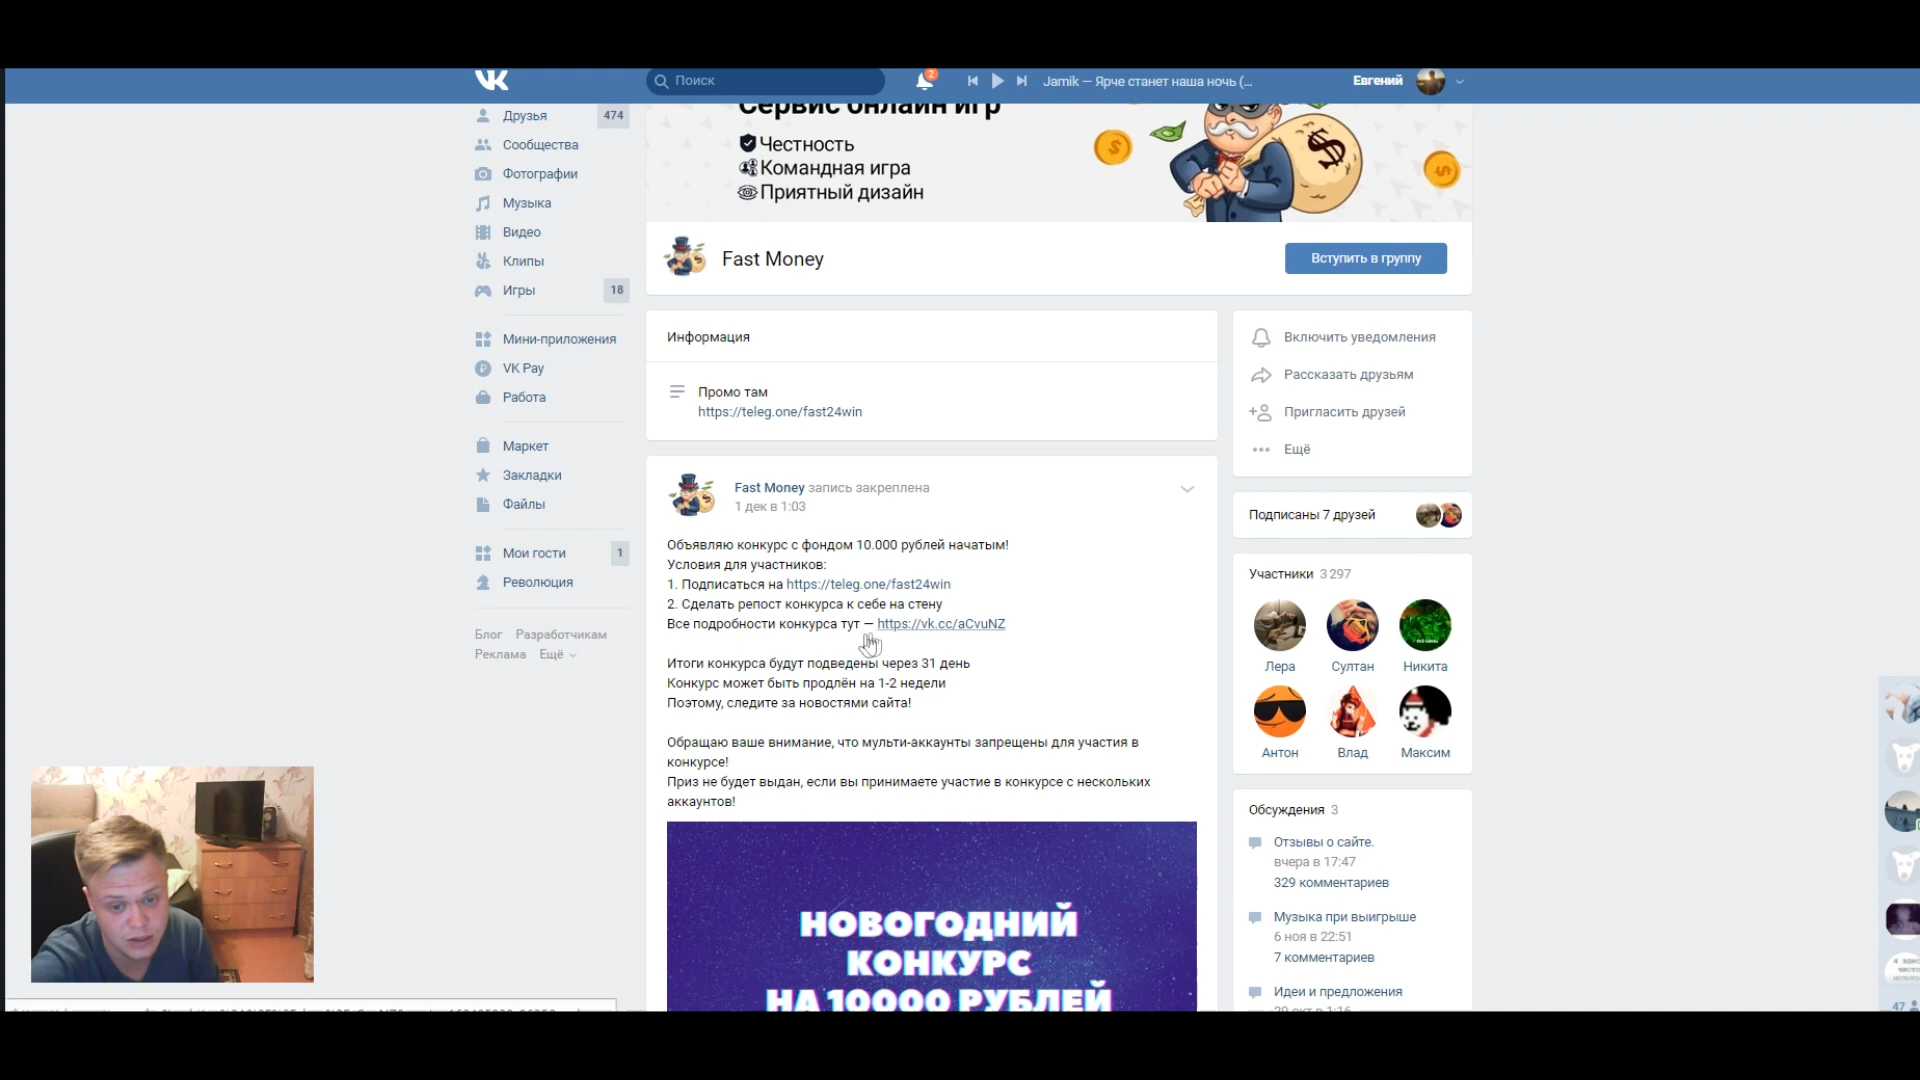 Поиск
2
Jamik — Ярче станет наша ночь (...
Евгений
Друзья
474
Сообщества
Фотографии
Музыка
Видео
Клипы
Игры
18
Мини-приложения
VK Pay
Работа
Маркет
Закладки
Файлы
Мои гости
1
Революция
Блог Разработчикам
Реклама Ещё
Сервис онлайн игр
Честность
Командная игра
Приятный дизайн
Fast Money
Вступить в группу
Информация
Промо там
https://teleg.one/fast24win
Fast Money запись закреплена
1 дек в 1:03
Объявляю конкурс с фондом 10.000 рублей начатым!
Условия для участников:
1. Подписаться на https://teleg.one/fast24win
2. Сделать репост конкурса к себе на стену
Все подробности конкурса тут — https://vk.cc/aCvuNZ
Итоги конкурса будут подведены через 31 день
Конкурс может быть продлён на 1-2 недели
Поэтому, следите за новостями сайта!
Обращаю ваше внимание, что мульти-аккаунты запрещены для участия в
конкурсе!
Приз не будет выдан, если вы принимаете участие в конкурсе с нескольких
аккаунтов!
НОВОГОДНИЙ
КОНКУРС
НА 10000 РУБЛЕЙ
Включить уведомления
Рассказать друзьям
Пригласить друзей
Ещё
Подписаны 7 друзей
Участники 3 297
Лера
Султан
Никита
Антон
Влад
Максим
Обсуждения 3
Отзывы о сайте.
вчера в 17:47
329 комментариев
Музыка при выигрыше
6 ноя в 22:51
7 комментариев
Идеи и предложения
47